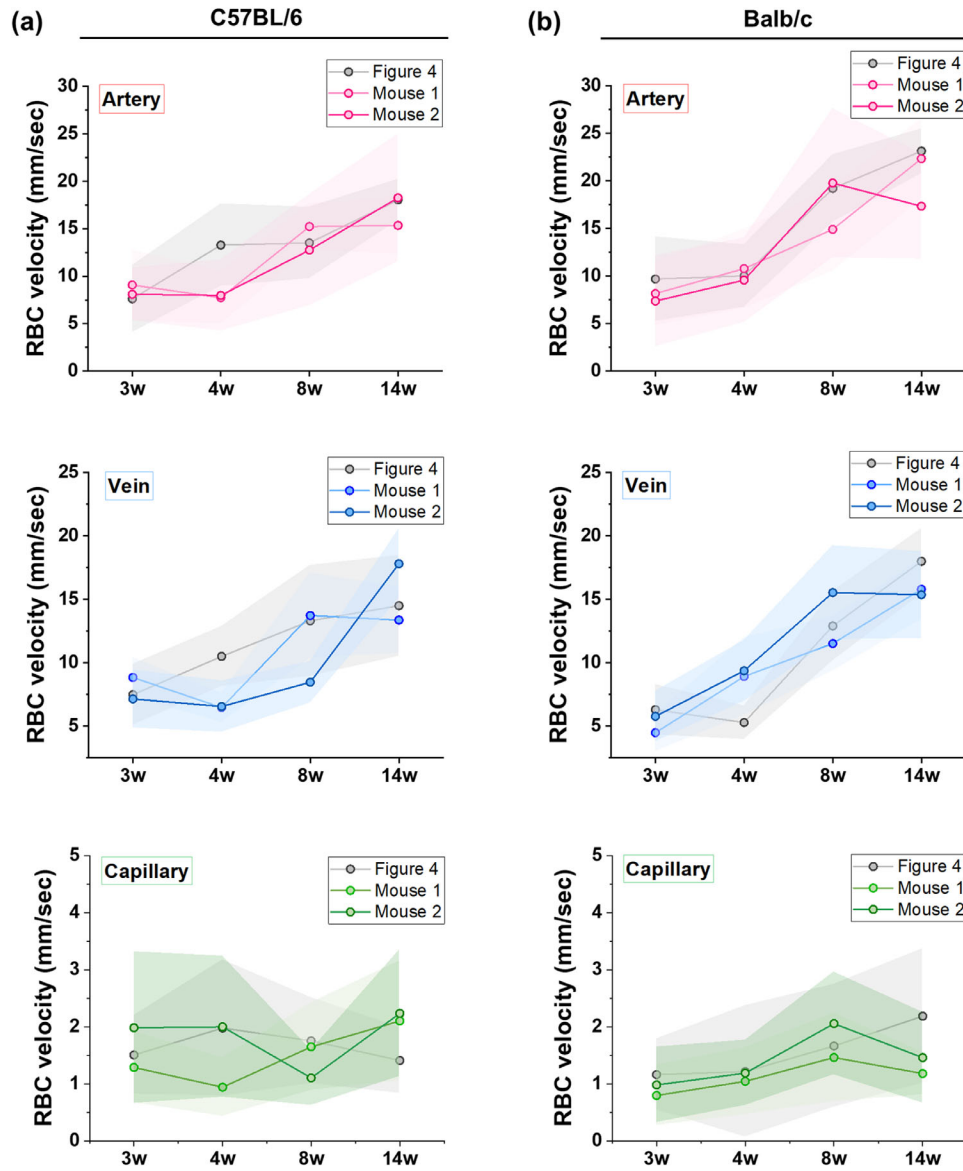 (a)
C57BL/6
(b)
Balb/c
Figure 4
Mouse 1
Mouse 2
Artery
RBC velocity (mm/sec)
30
25
20
15
10
5
0
3w 4w 8w 14w
Figure 4
Mouse 1
Mouse 2
Artery
RBC velocity (mm/sec)
30
25
20
15
10
5
0
3w 4w 8w 14w
Figure 4
Mouse 1
Mouse 2
Vein
RBC velocity (mm/sec)
25
20
15
10
5
3w 4w 8w 14w
Figure 4
Mouse 1
Mouse 2
Vein
RBC velocity (mm/sec)
25
20
15
10
5
3w 4w 8w 14w
Figure 4
Mouse 1
Mouse 2
Capillary
RBC velocity (mm/sec)
5
4
3
2
1
0
3w 4w 8w 14w
Figure 4
Mouse 1
Mouse 2
Capillary
RBC velocity (mm/sec)
5
4
3
2
1
0
3w 4w 8w 14w